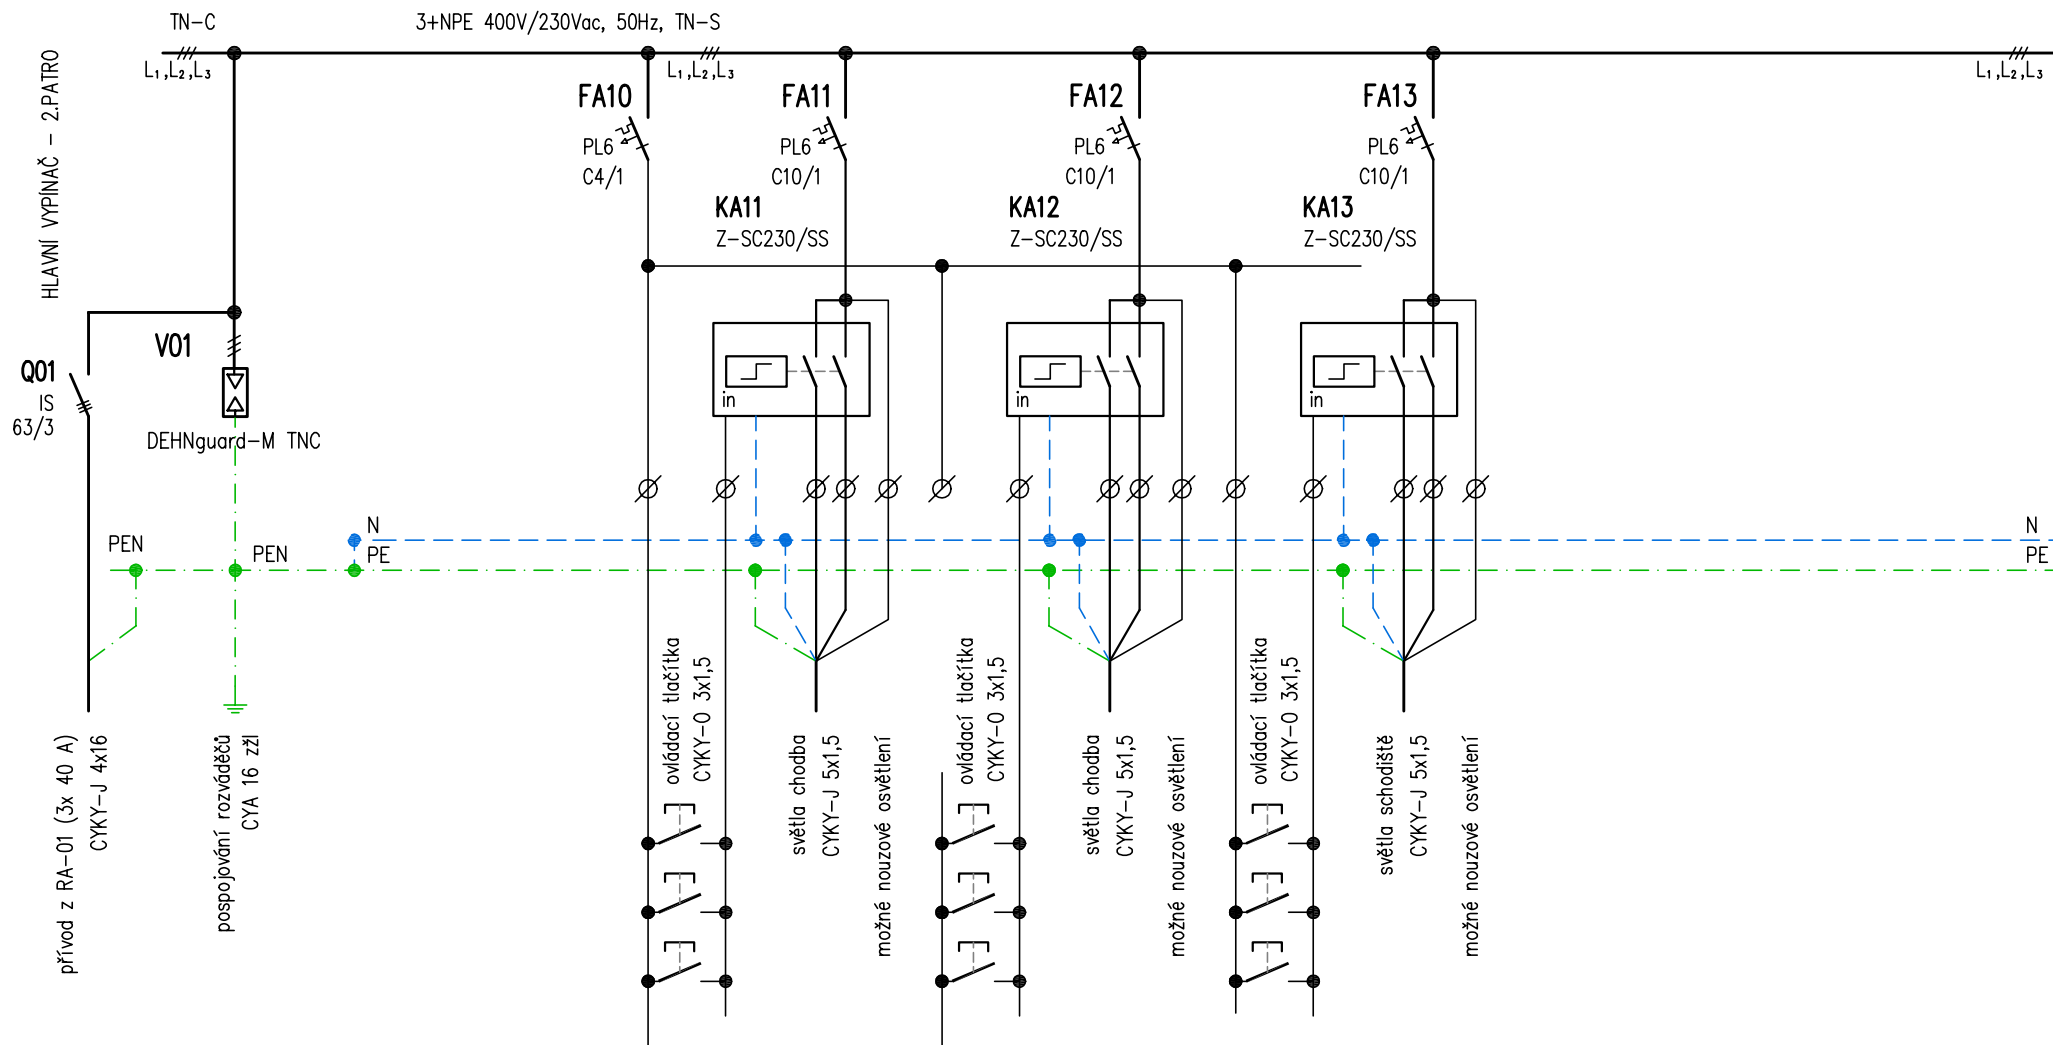 TN-C
3+NPE 400V/230Vac, 50Hz, TN-S
L1,L2,L3
L1,L2,L3
L1,L2,L3
HLAVNÍ VYPÍNAČ - 2.PATRO
FA10
PL6
C4/1
FA11
PL6
C10/1
FA12
PL6
C10/1
FA13
PL6
C10/1
KA11
Z-SC230/SS
KA12
Z-SC230/SS
KA13
Z-SC230/SS
V01
Q01
IS
63/3
in
in
in
DEHNguard-M TNC
PEN
PEN
N
PE
N
PE
přívod z RA-01 (3x 40 A)
CYKY-J 4x16
pospojování rozváděčů
CYA 16 zžl
ovládací tlačítka
CYKY-O 3x1,5
světla chodba
CYKY-J 5x1,5
možné nouzové osvětlení
ovládací tlačítka
CYKY-O 3x1,5
světla chodba
CYKY-J 5x1,5
možné nouzové osvětlení
ovládací tlačítka
CYKY-O 3x1,5
světla schodiště
CYKY-J 5x1,5
možné nouzové osvětlení